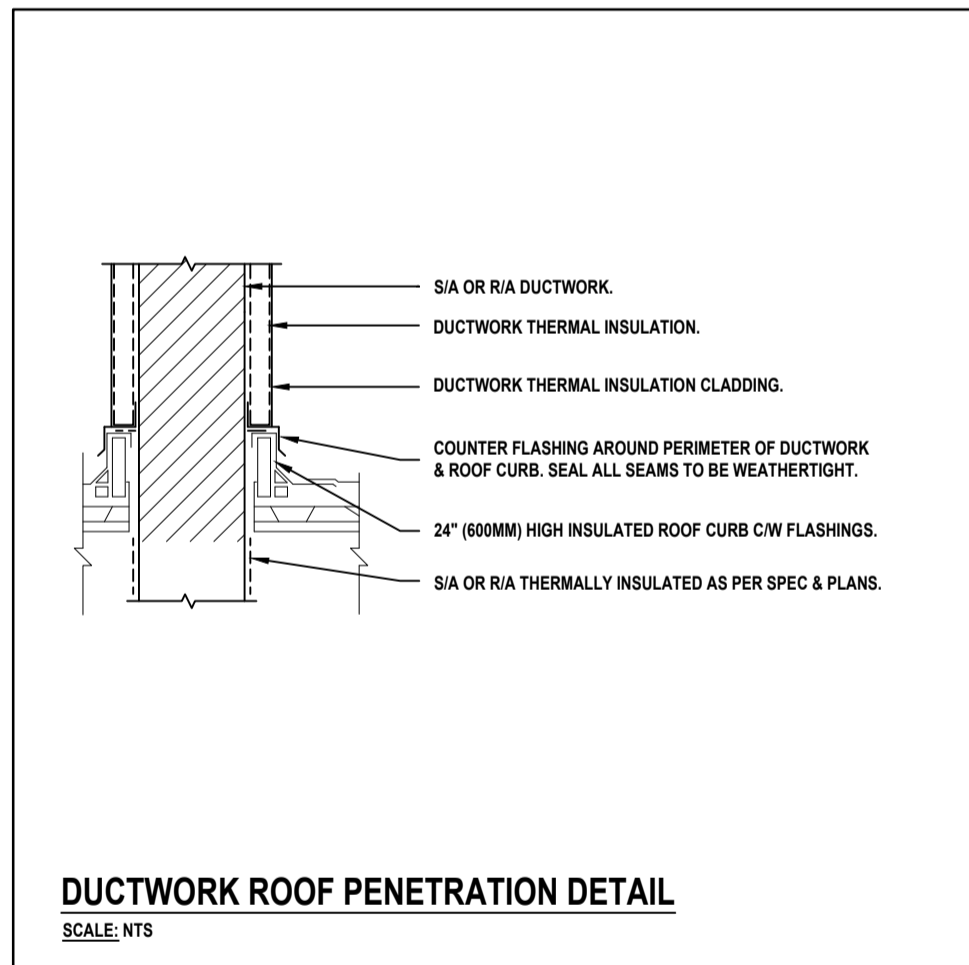 S/A OR R/A DUCTWORK.
DUCTWORK THERMAL INSULATION.
DUCTWORK THERMAL INSULATION CLADDING.
COUNTER FLASHING AROUND PERIMETER OF DUCTWORK
& ROOF CURB. SEAL ALL SEAMS TO BE WEATHERTIGHT.
24" (600MM) HIGH INSULATED ROOF CURB C/W FLASHINGS.
S/A OR R/A THERMALLY INSULATED AS PER SPEC & PLANS.
DUCTWORK ROOF PENETRATION DETAIL
SCALE: NTS